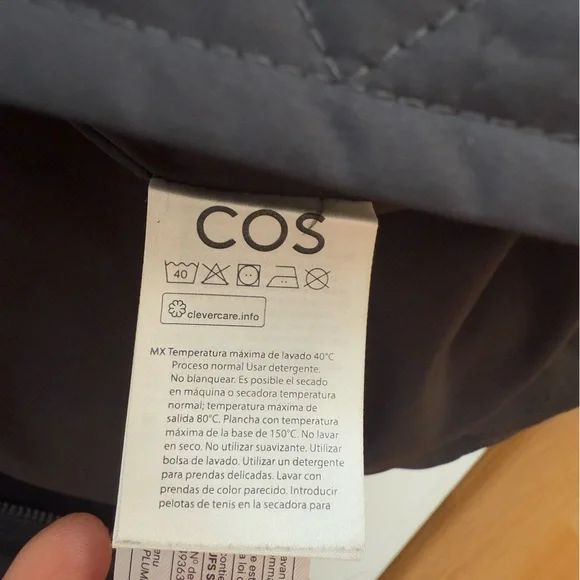 COS
40
clevercare.info
MX Temperatura máxima de lavado 40°C
Proceso normal Usar detergente.
No blanquear. Es posible el secado
en máquina o secadora temperatura
normal; temperatura máxima de
salida 80°C. Plancha con temperatura
máxima de la base de 150°C. No lavar
en seco. No utilizar suavizante. Utilizar
bolsa de lavado. Utilizar un detergente
para prendas delicadas. Lavar con
prendas de color parecido. Introducir
pelotas de tenis en la secadora para